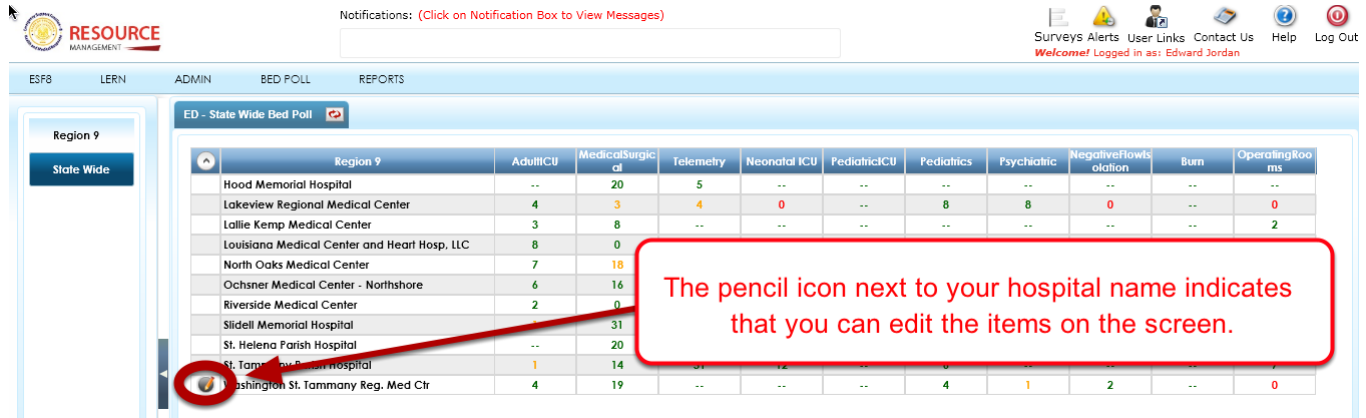 Notifications: (Click on Notification Box to View Messages)
RESOURCE
MANAGEMENT
Surveys Alerts User Links Contact Us Help Log Out
Welcome! Logged in as: Edward Jordan
ESF8 LERN ADMIN BED POLL REPORTS
ED - State Wide Bed Poll
Region 9
State Wide
Region 9 AdultICU MedicalSurgical Telemetry Neonatal ICU PediatricICU Pediatrics Psychiatric NegativeFlowIsolation Burn OperatingRooms
Hood Memorial Hospital -- 20 5 -- -- -- -- -- -- --
Lakeview Regional Medical Center 4 3 4 0 -- 8 8 0 -- 0
Lallie Kemp Medical Center 3 8 -- -- -- -- -- -- -- 2
Louisiana Medical Center and Heart Hosp, LLC 8 0
North Oaks Medical Center 7 18
Ochsner Medical Center - Northshore 6 16
Riverside Medical Center 2 0
Slidell Memorial Hospital 31
St. Helena Parish Hospital -- 20
St. Tammany Parish Hospital 1 14 31 12 -- 6 -- -- -- 7
Washington St. Tammany Reg. Med Ctr 4 19 -- -- -- 4 1 2 -- 0
The pencil icon next to your hospital name indicates
that you can edit the items on the screen.